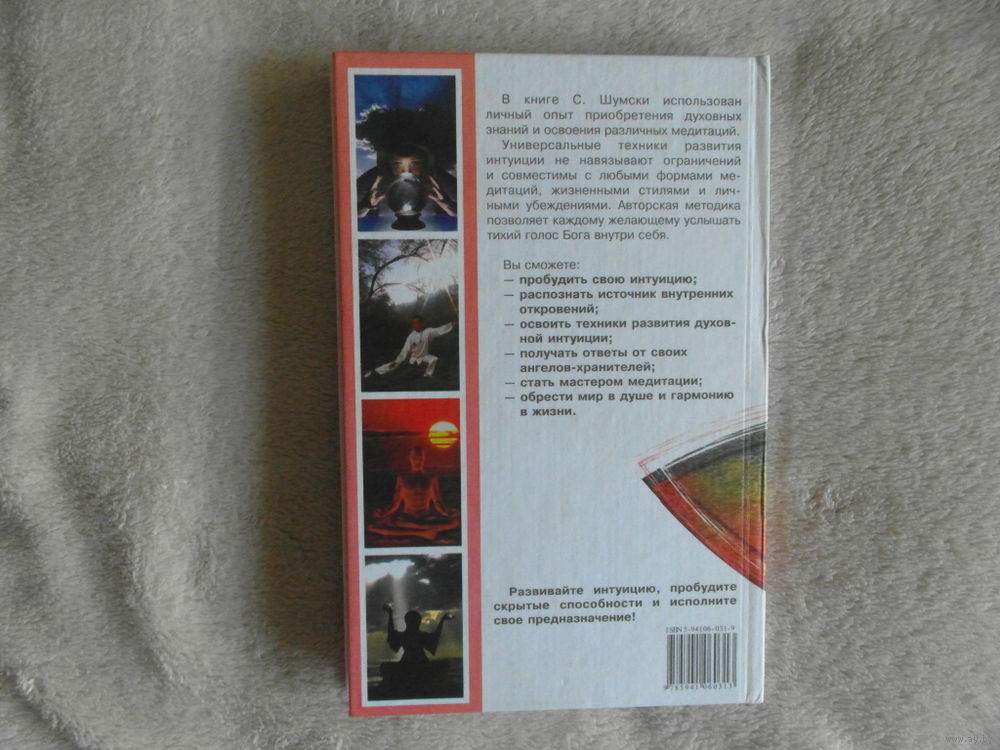 В книге С. Шумски использован
личный опыт приобретения духовных
знаний и освоения различных медитаций.
Универсальные техники развития
интуиции не навязывают ограничений
и совместимы с любыми формами ме-
дитаций, жизненными стилями и лич-
ными убеждениями. Авторская методика
позволяет каждому желающему услышать
тихий голос Бога внутри себя.
Вы сможете:
— пробудить свою интуицию;
— распознать источник внутренних
откровений;
— освоить техники развития духов-
ной интуиции;
— получать ответы от своих
ангелов-хранителей;
— стать мастером медитации;
— обрести мир в душе и гармонию
в жизни.
Развивайте интуицию, пробудите
скрытые способности и исполните
свое предназначение!
ISBN 5-94106-031-9
9 785941 060313